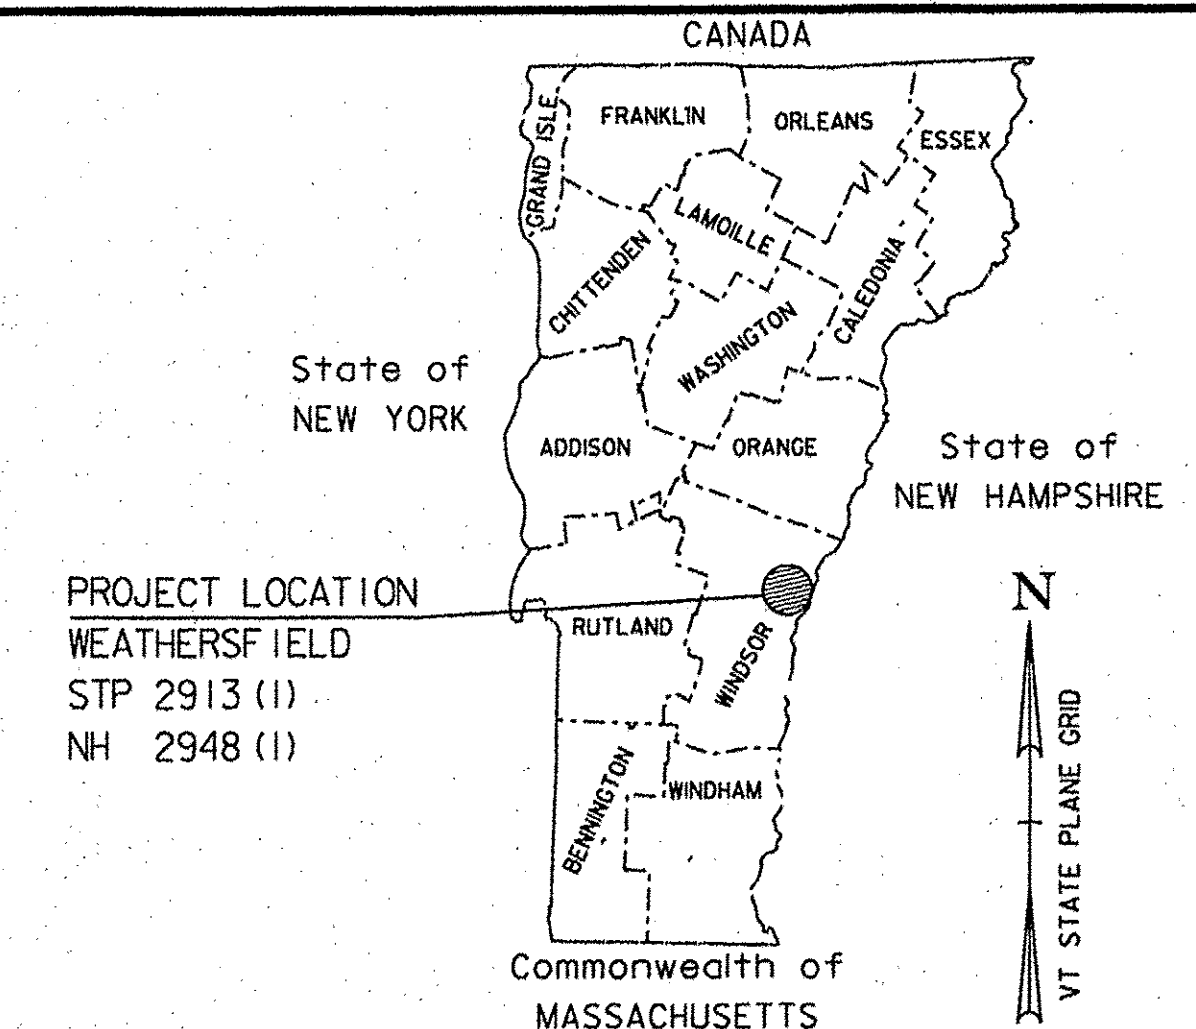 CANADA
FRANKLIN
ORLEANS
ESSEX
GRAND ISLE
LAMOILLE
CHITTENDEN
CALEDONIA
WASHINGTON
State of
NEW YORK
ADDISON
ORANGE
State of
NEW HAMPSHIRE
PROJECT LOCATION
WEATHERSFIELD
STP 2913 (1)
NH 2948 (1)
RUTLAND
WINDSOR
N
VT STATE PLANE GRID
BENNINGTON
WINDHAM
Commonwealth of
MASSACHUSETTS